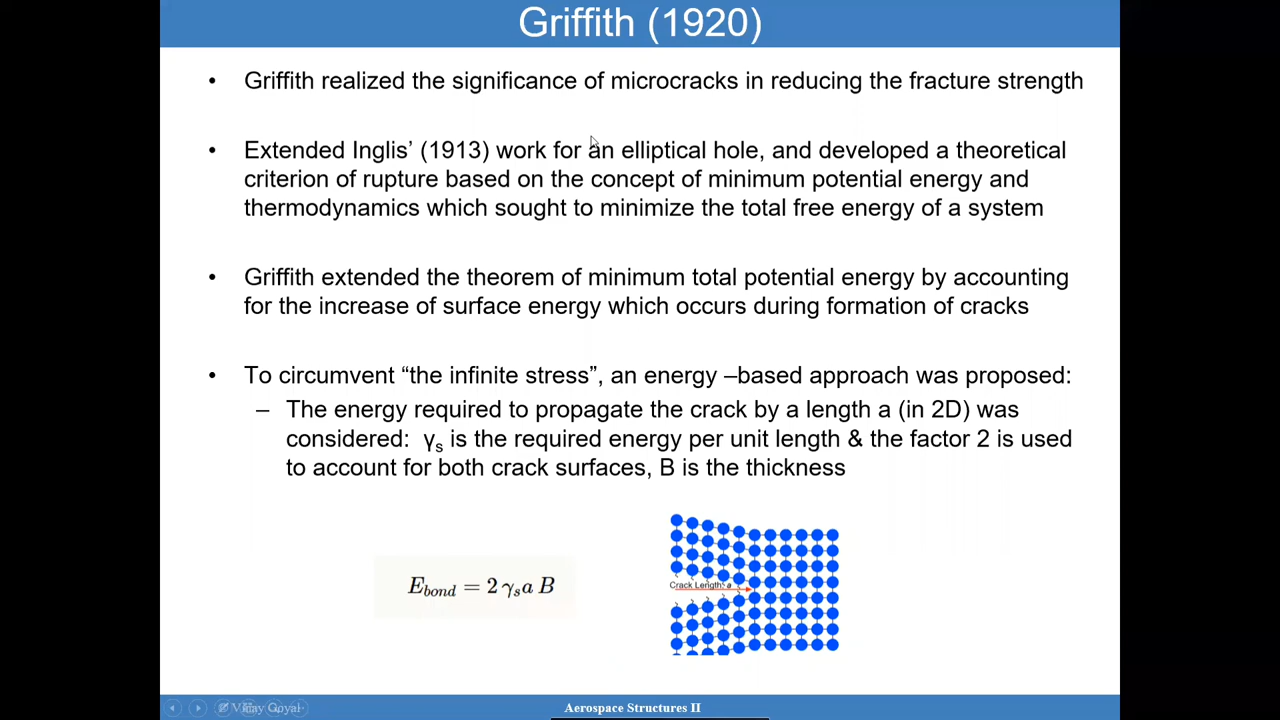 Griffith (1920)
• Griffith realized the significance of microcracks in reducing the fracture strength
• Extended Inglis’ (1913) work for an elliptical hole, and developed a theoretical
criterion of rupture based on the concept of minimum potential energy and
thermodynamics which sought to minimize the total free energy of a system
• Griffith extended the theorem of minimum total potential energy by accounting
for the increase of surface energy which occurs during formation of cracks
• To circumvent “the infinite stress”, an energy –based approach was proposed:
– The energy required to propagate the crack by a length a (in 2D) was
considered: γₛ is the required energy per unit length & the factor 2 is used
to account for both crack surfaces, B is the thickness
E_bond = 2 γₛ a B
Crack Length, a
Vinay Goyal
Aerospace Structures II